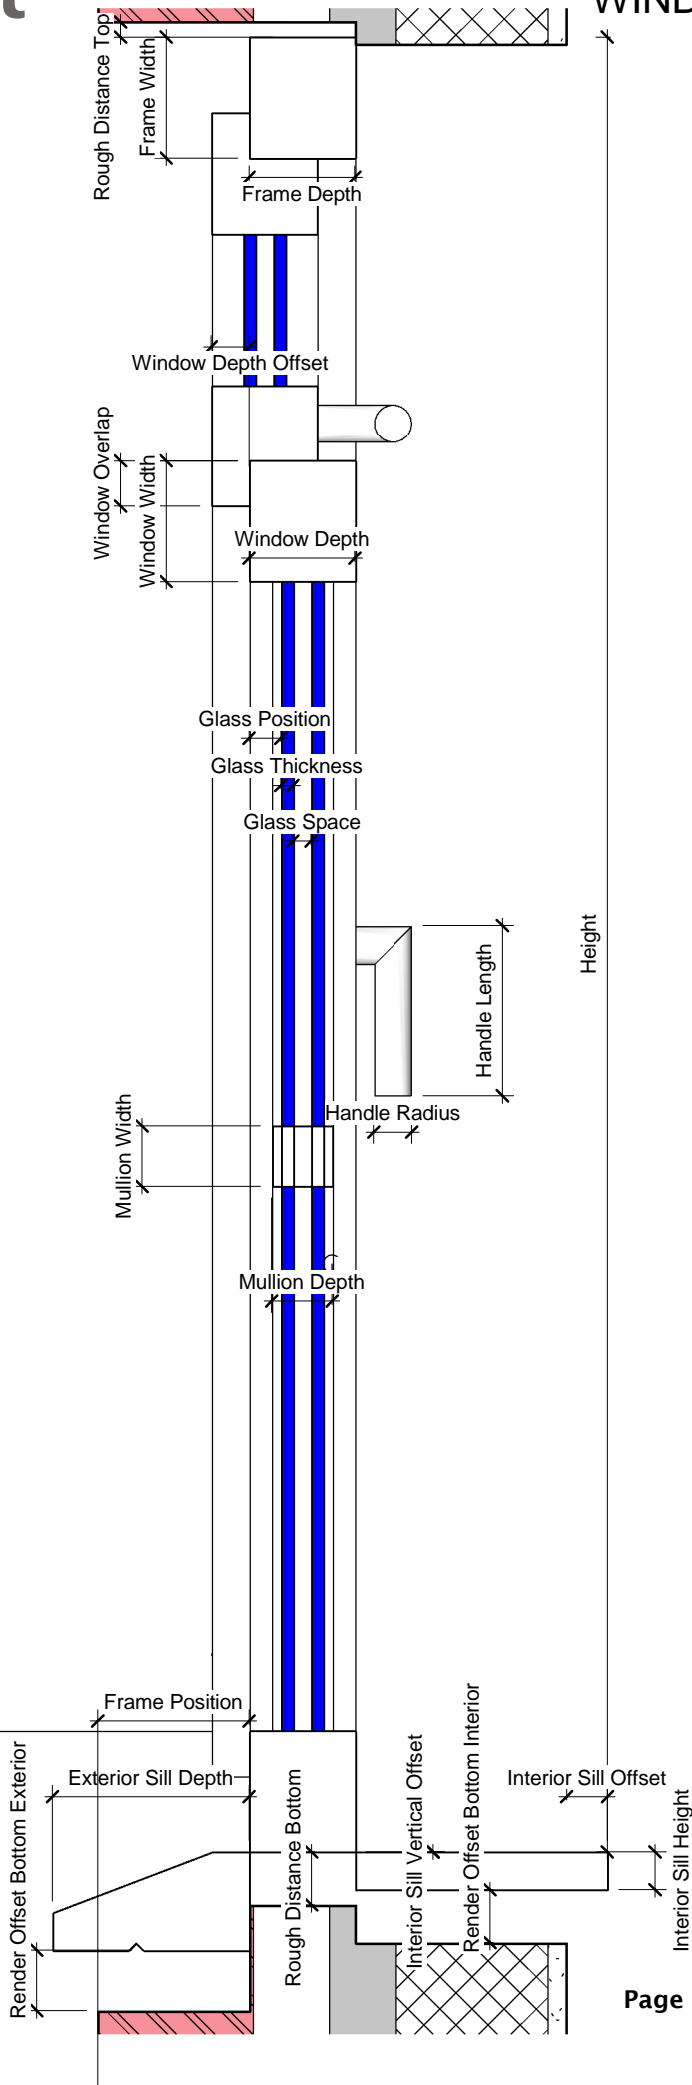 t
WIND
Rough Distance Top
Frame Width
Frame Depth
Window Depth Offset
Window Overlap
Window Width
Window Depth
Glass Position
Glass Thickness
Glass Space
Height
Handle Length
Handle Radius
Mullion Width
Mullion Depth
Frame Position
Exterior Sill Depth
Render Offset Bottom Exterior
Rough Distance Bottom
Interior Sill Vertical Offset
Render Offset Bottom Interior
Interior Sill Offset
Interior Sill Height
Page